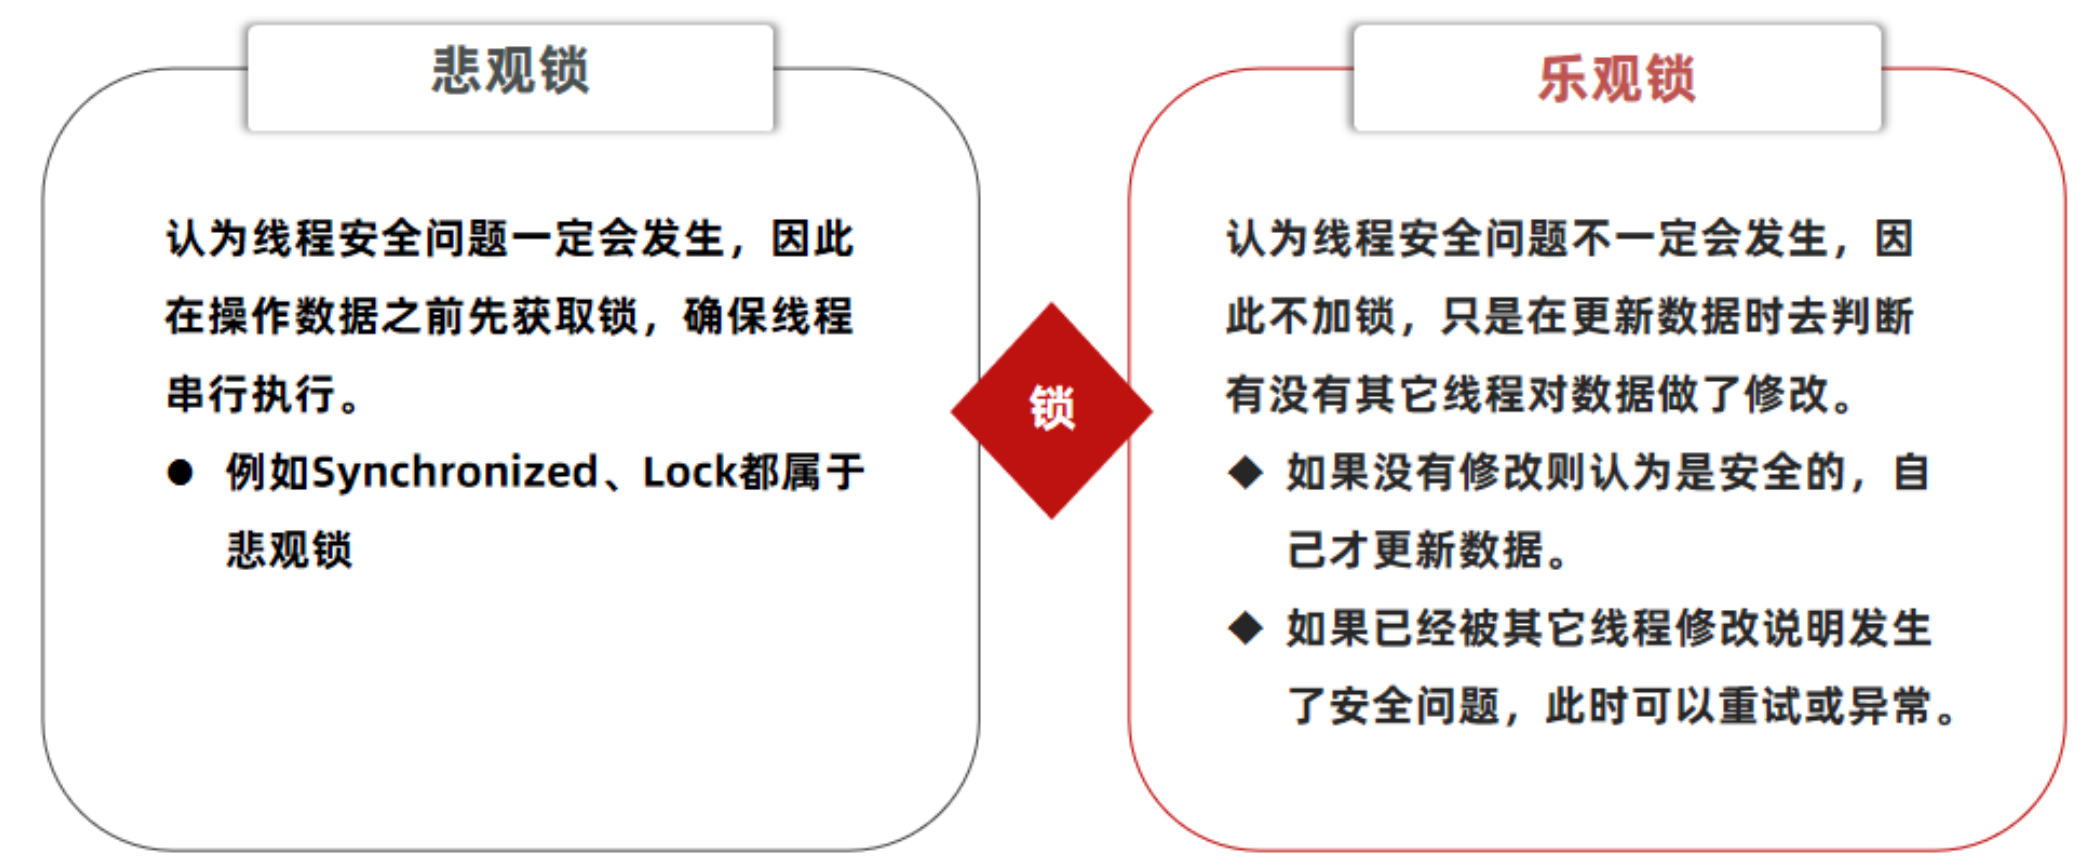 悲观锁
认为线程安全问题一定会发生，因此
在操作数据之前先获取锁，确保线程
串行执行。
● 例如Synchronized、Lock都属于
悲观锁
锁
乐观锁
认为线程安全问题不一定会发生，因
此不加锁，只是在更新数据时去判断
有没有其它线程对数据做了修改。
◆ 如果没有修改则认为是安全的，自
己才更新数据。
◆ 如果已经被其它线程修改说明发生
了安全问题，此时可以重试或异常。